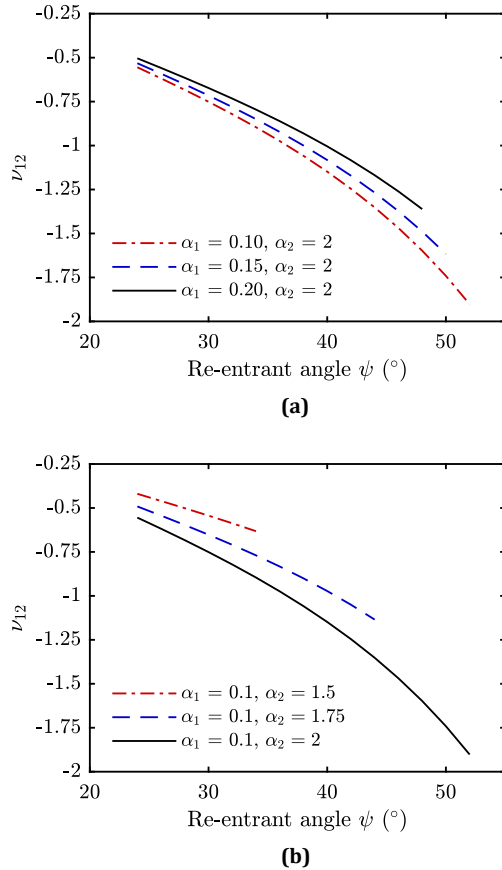 -0.25
-0.5
-0.75
-1
-1.25
-1.5
-1.75
-2
ν12
α1 = 0.10, α2 = 2
α1 = 0.15, α2 = 2
α1 = 0.20, α2 = 2
20 30 40 50
Re-entrant angle ψ (°)
(a)
-0.25
-0.5
-0.75
-1
-1.25
-1.5
-1.75
-2
ν12
α1 = 0.1, α2 = 1.5
α1 = 0.1, α2 = 1.75
α1 = 0.1, α2 = 2
20 30 40 50
Re-entrant angle ψ (°)
(b)